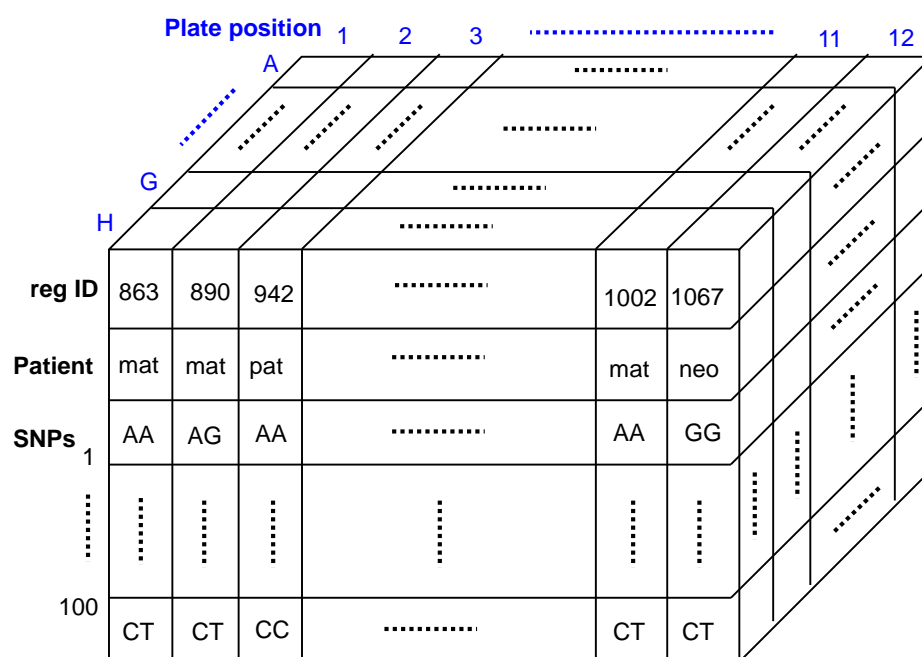 Plate position 1 2 3 11 12
A
G
H
reg ID 863 890 942 1002 1067
Patient mat mat pat mat neo
SNPs AA AG AA AA GG
1
100
CT CT CC CT CT